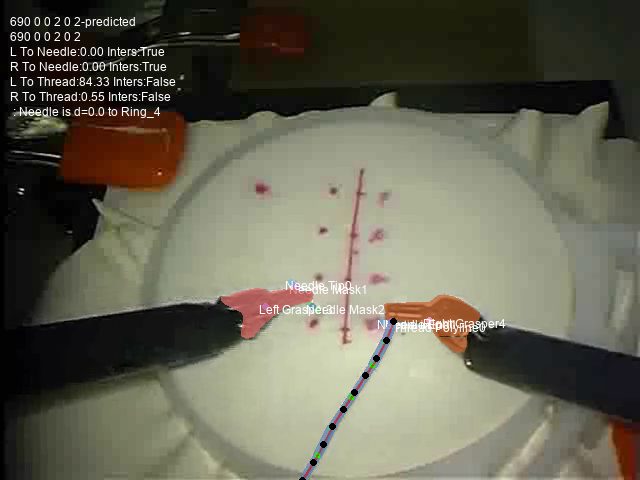 690 0 0 2 0 2-predicted
690 0 0 2 0 2
L To Needle:0.00 Inters:True
R To Needle:0.00 Inters:True
L To Thread:84.33 Inters:False
R To Thread:0.55 Inters:False
: Needle is d=0.0 to Ring_4
Needle Tip0
Needle Mask1
Left Grasper3
Needle Mask2
Right Grasper4